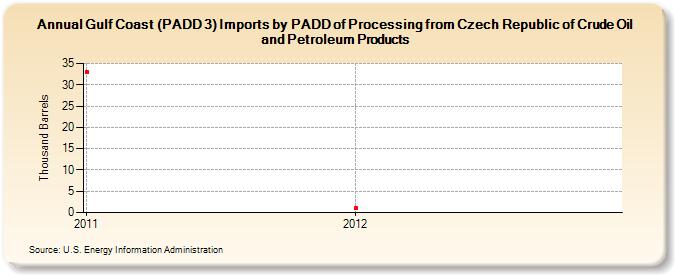 Annual Gulf Coast (PADD 3) Imports by PADD of Processing from Czech Republic of Crude Oil
and Petroleum Products
Thousand Barrels
35
30
25
20
15
10
5
0
2011
2012
Source: U.S. Energy Information Administration